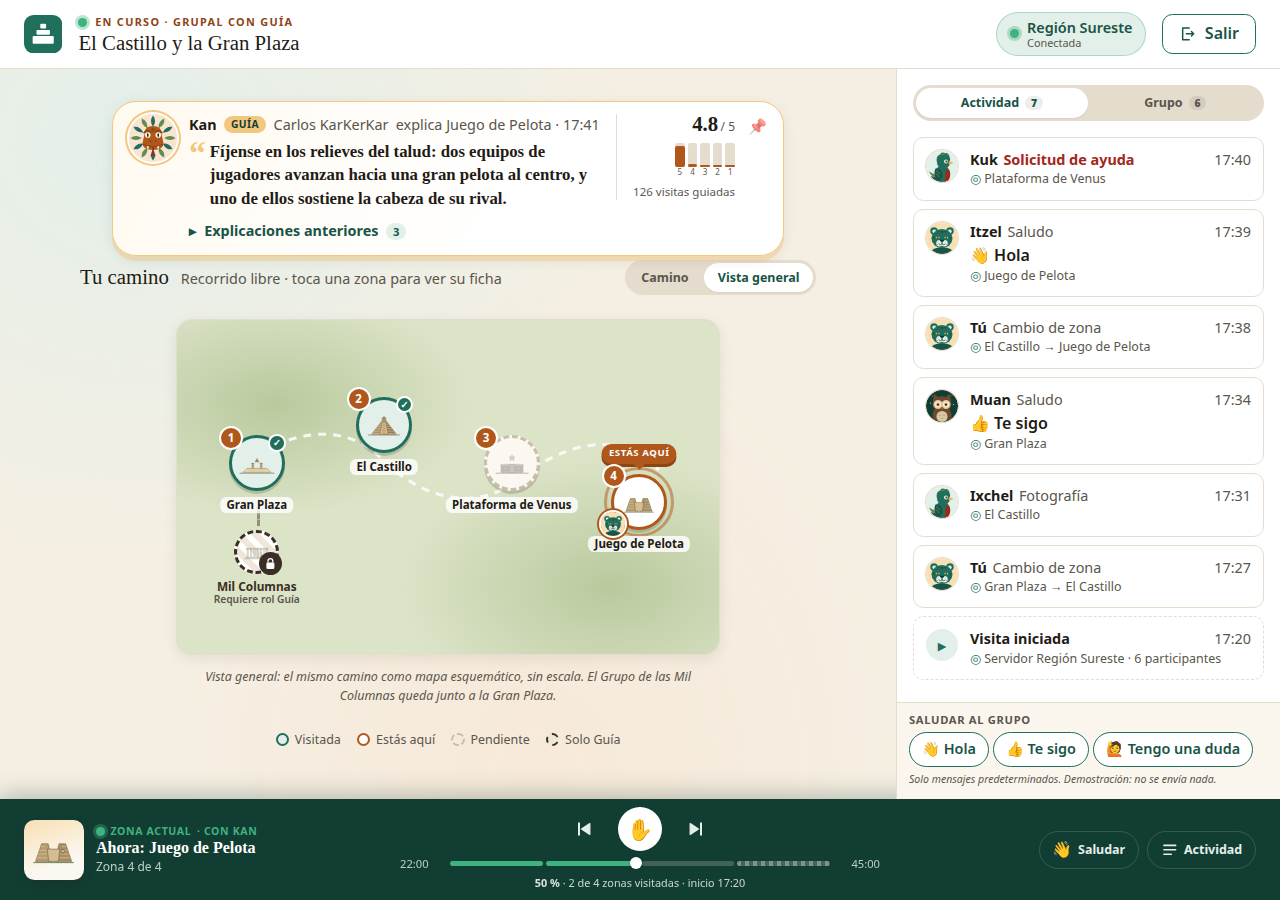 EN CURSO · GRUPAL CON GUÍA
El Castillo y la Gran Plaza
Región Sureste
Conectada
Salir
Kan GUÍA Carlos KarKerKar explica Juego de Pelota · 17:41
“ Fíjense en los relieves del talud: dos equipos de
jugadores avanzan hacia una gran pelota al centro, y
uno de ellos sostiene la cabeza de su rival.
▶ Explicaciones anteriores 3
4.8 / 5
5 4 3 2 1
126 visitas guiadas
Tu camino Recorrido libre · toca una zona para ver su ficha
Camino Vista general
1
Gran Plaza
2
El Castillo
3
Plataforma de Venus
ESTÁS AQUÍ
4
Juego de Pelota
Mil Columnas
Requiere rol Guía
Vista general: el mismo camino como mapa esquemático, sin escala. El Grupo de las Mil
Columnas queda junto a la Gran Plaza.
Visitada Estás aquí Pendiente Solo Guía
Actividad 7 Grupo 6
Kuk Solicitud de ayuda 17:40
◎ Plataforma de Venus
Itzel Saludo 17:39
👋 Hola
◎ Juego de Pelota
Tú Cambio de zona 17:38
◎ El Castillo → Juego de Pelota
Muan Saludo 17:34
👍 Te sigo
◎ Gran Plaza
Ixchel Fotografía 17:31
◎ El Castillo
Tú Cambio de zona 17:27
◎ Gran Plaza → El Castillo
Visita iniciada 17:20
◎ Servidor Región Sureste · 6 participantes
SALUDAR AL GRUPO
👋 Hola 👍 Te sigo 🙋 Tengo una duda
Solo mensajes predeterminados. Demostración: no se envía nada.
ZONA ACTUAL · CON KAN
Ahora: Juego de Pelota
Zona 4 de 4
22:00 45:00
50 % · 2 de 4 zonas visitadas · inicio 17:20
👋 Saludar
Actividad